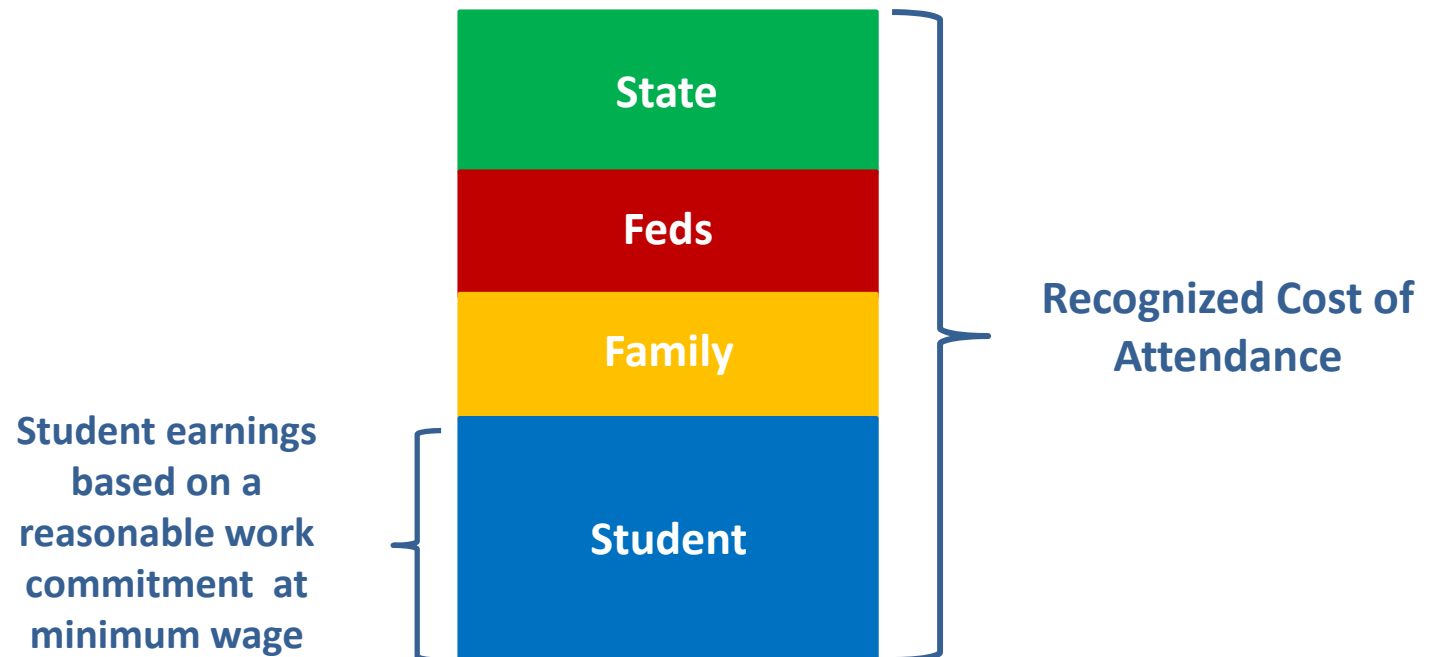 State
Feds
Family
Student
Recognized Cost of
Attendance
Student earnings
based on a
reasonable work
commitment  at
minimum wage